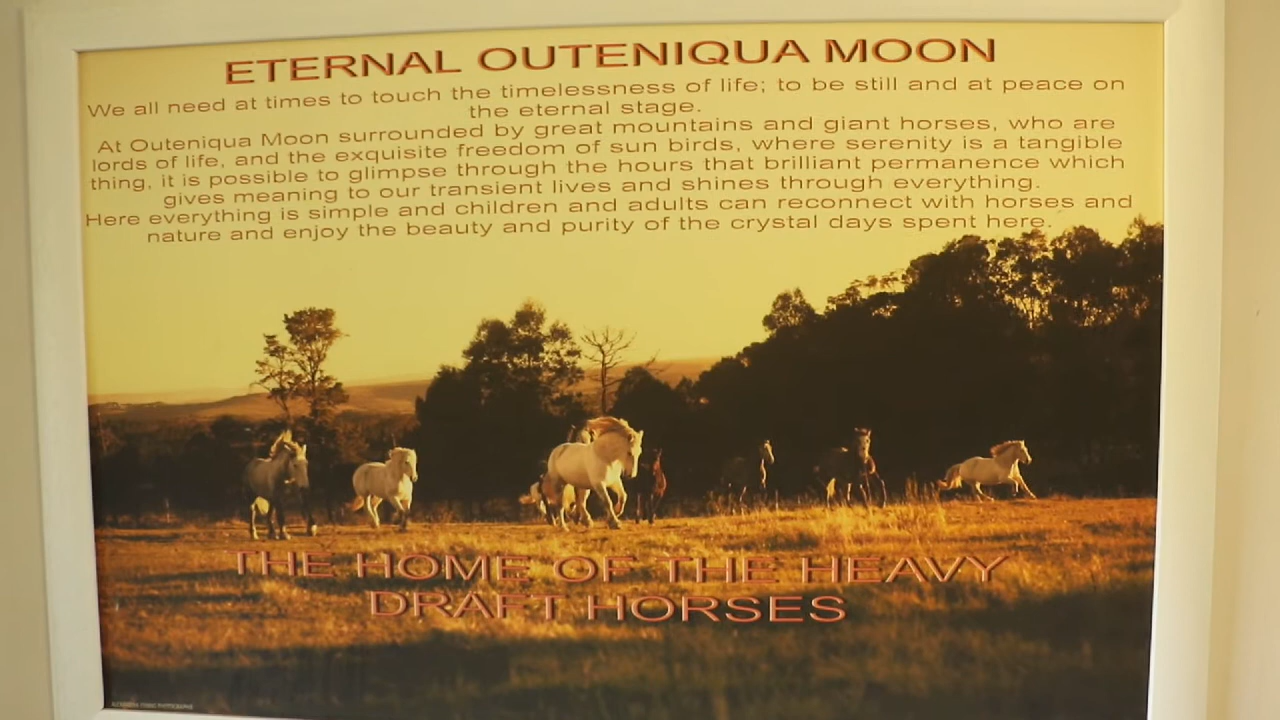 ETERNAL OUTENIQUA MOON
We all need at times to touch the timelessness of life; to be still and at peace on
the eternal stage.
At Outeniqua Moon surrounded by great mountains and giant horses, who are
lords of life, and the exquisite freedom of sun birds, where serenity is a tangible
thing, it is possible to glimpse through the hours that brilliant permanence which
gives meaning to our transient lives and shines through everything.
Here everything is simple and children and adults can reconnect with horses and
nature and enjoy the beauty and purity of the crystal days spent here.
THE HOME OF THE HEAVY
DRAFT HORSES